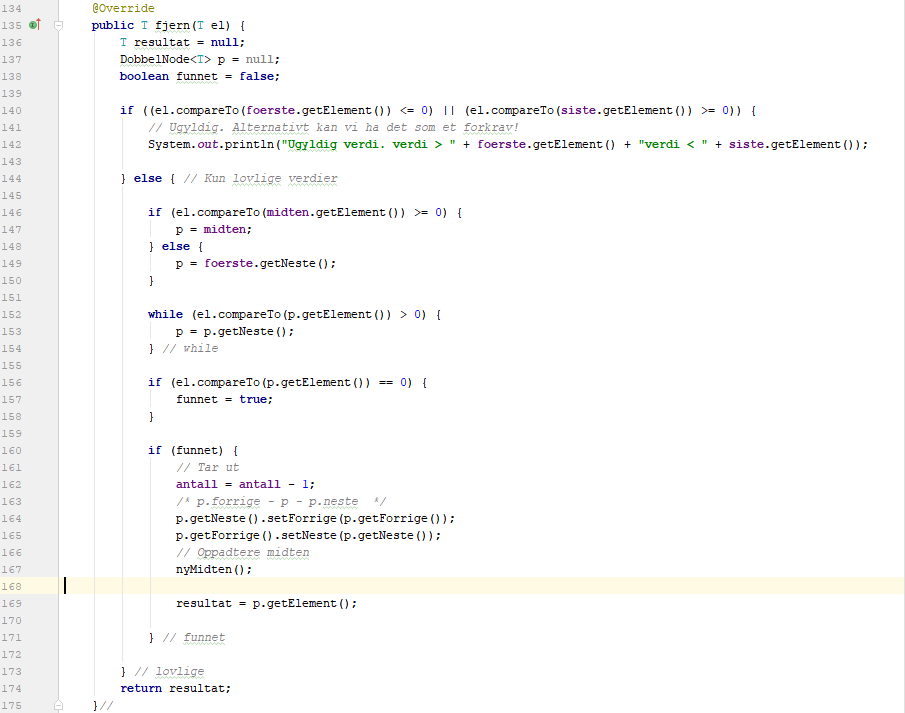 134 @Override
135 public T fjern(T el) {
136 T resultat = null;
137 DobbelNode<T> p = null;
138 boolean funnet = false;
139
140 if ((el.compareTo(foerste.getElement()) <= 0) || (el.compareTo(siste.getElement()) >= 0)) {
141 // Ugyldig. Alternativt kan vi ha det som et forkrav!
142 System.out.println("Ugyldig verdi. verdi > " + foerste.getElement() + "verdi < " + siste.getElement());
143
144 } else { // Kun lovlige verdier
145
146 if (el.compareTo(midten.getElement()) >= 0) {
147 p = midten;
148 } else {
149 p = foerste.getNeste();
150 }
151
152 while (el.compareTo(p.getElement()) > 0) {
153 p = p.getNeste();
154 } // while
155
156 if (el.compareTo(p.getElement()) == 0) {
157 funnet = true;
158 }
159
160 if (funnet) {
161 // Tar ut
162 antall = antall - 1;
163 /* p.forrige - p - p.neste */
164 p.getNeste().setForrige(p.getForrige());
165 p.getForrige().setNeste(p.getNeste());
166 // Oppadtere midten
167 nyMidten();
168
169 resultat = p.getElement();
170
171 } // funnet
172
173 } // lovlige
174 return resultat;
175 }//